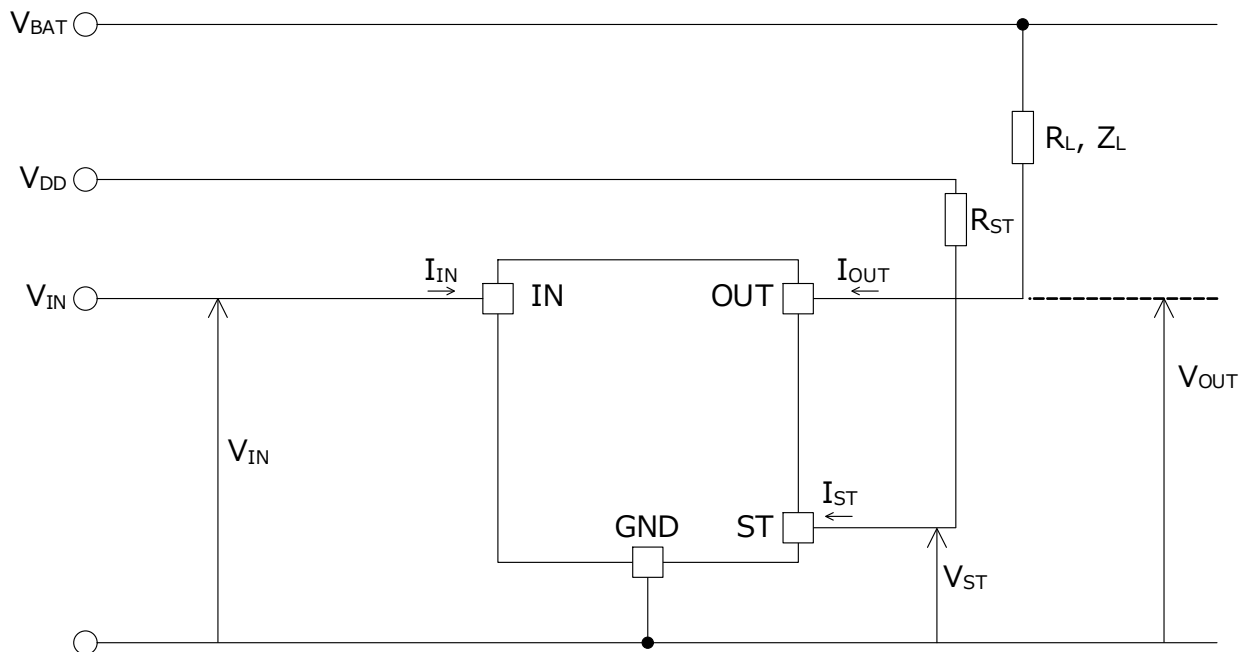 VBAT
RL, ZL
VDD
RST
IIN
IOUT
VIN
IN
OUT
VOUT
VIN
IST
GND
ST
VST